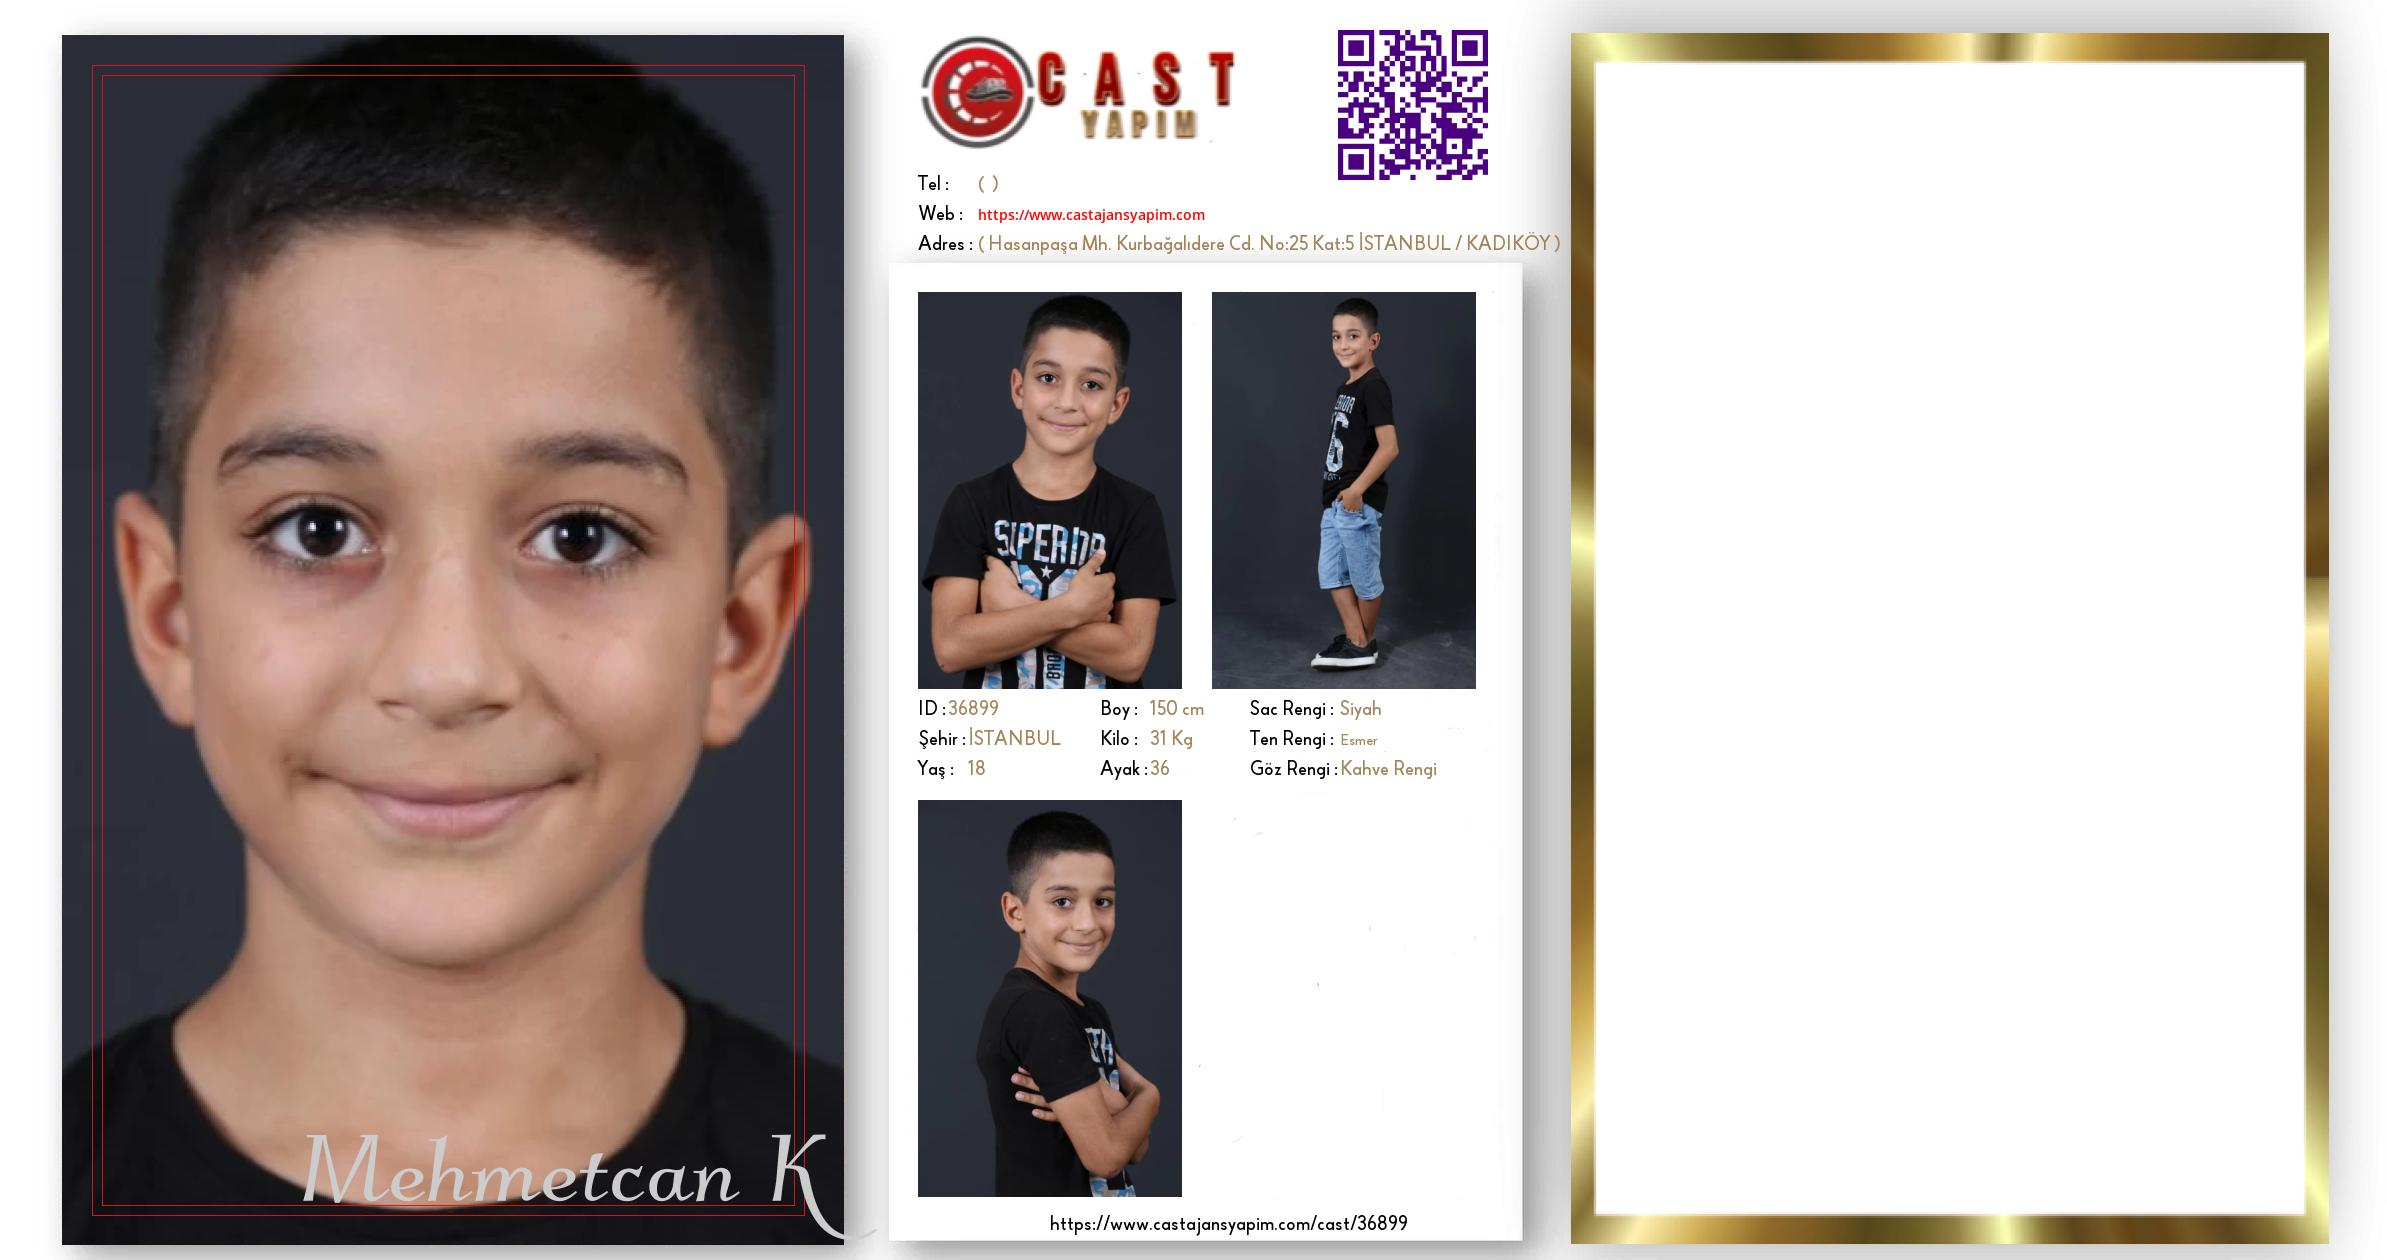 CAST
YAPIM
Tel : ( )
Web : https://www.castajansyapim.com
Adres : ( Hasanpaşa Mh. Kurbağalıdere Cd. No:25 Kat:5 İSTANBUL / KADIKÖY )
SUPERIOR
ID : 36899 Boy : 150 cm Sac Rengi : Siyah
Şehir : İSTANBUL Kilo : 31 Kg Ten Rengi : Esmer
Yaş : 18 Ayak : 36 Göz Rengi : Kahve Rengi
Mehmetcan K
https://www.castajansyapim.com/cast/36899